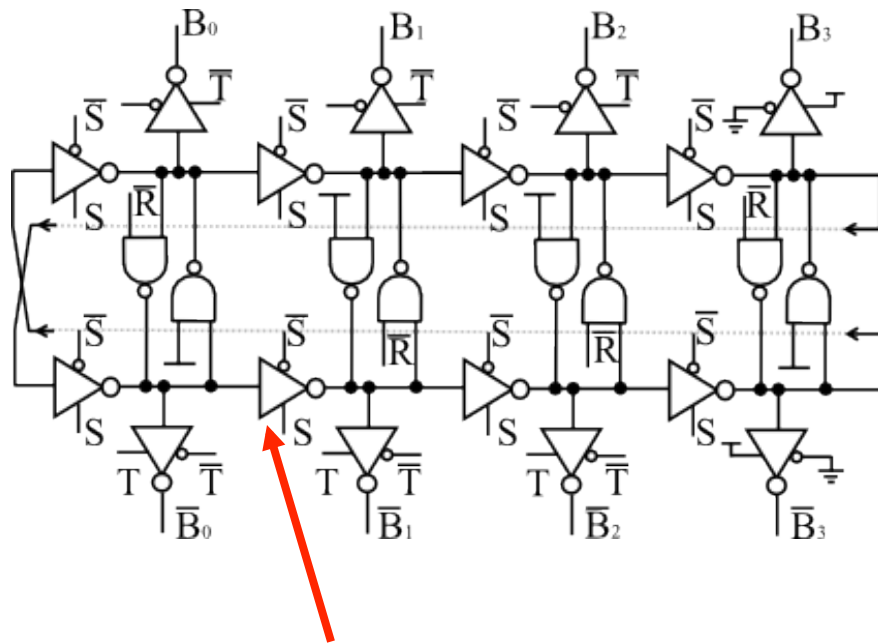 B₀ B₁ B₂ B₃
T̅ T̅ T̅
S̅ S̅ S̅ S̅
R̅ R̅
S S S S
S̅ S̅ S̅ S̅
R̅ R̅
S S S S
T T̅ T T̅ T T̅
B̅₀ B̅₁ B̅₂ B̅₃